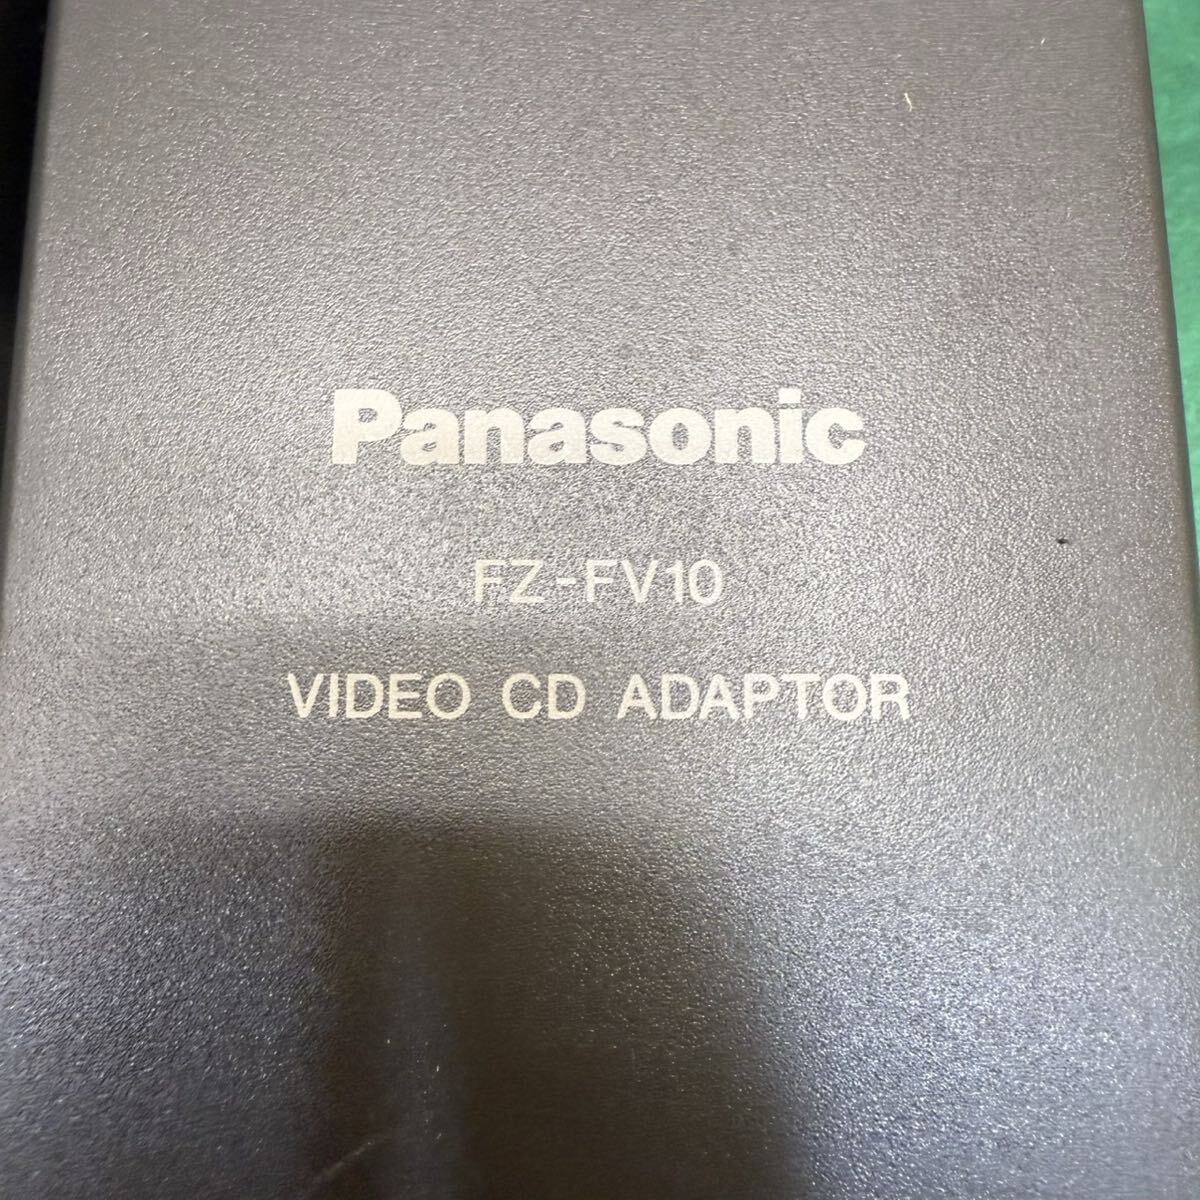 Panasonic
FZ-FV10
VIDEO CD ADAPTOR